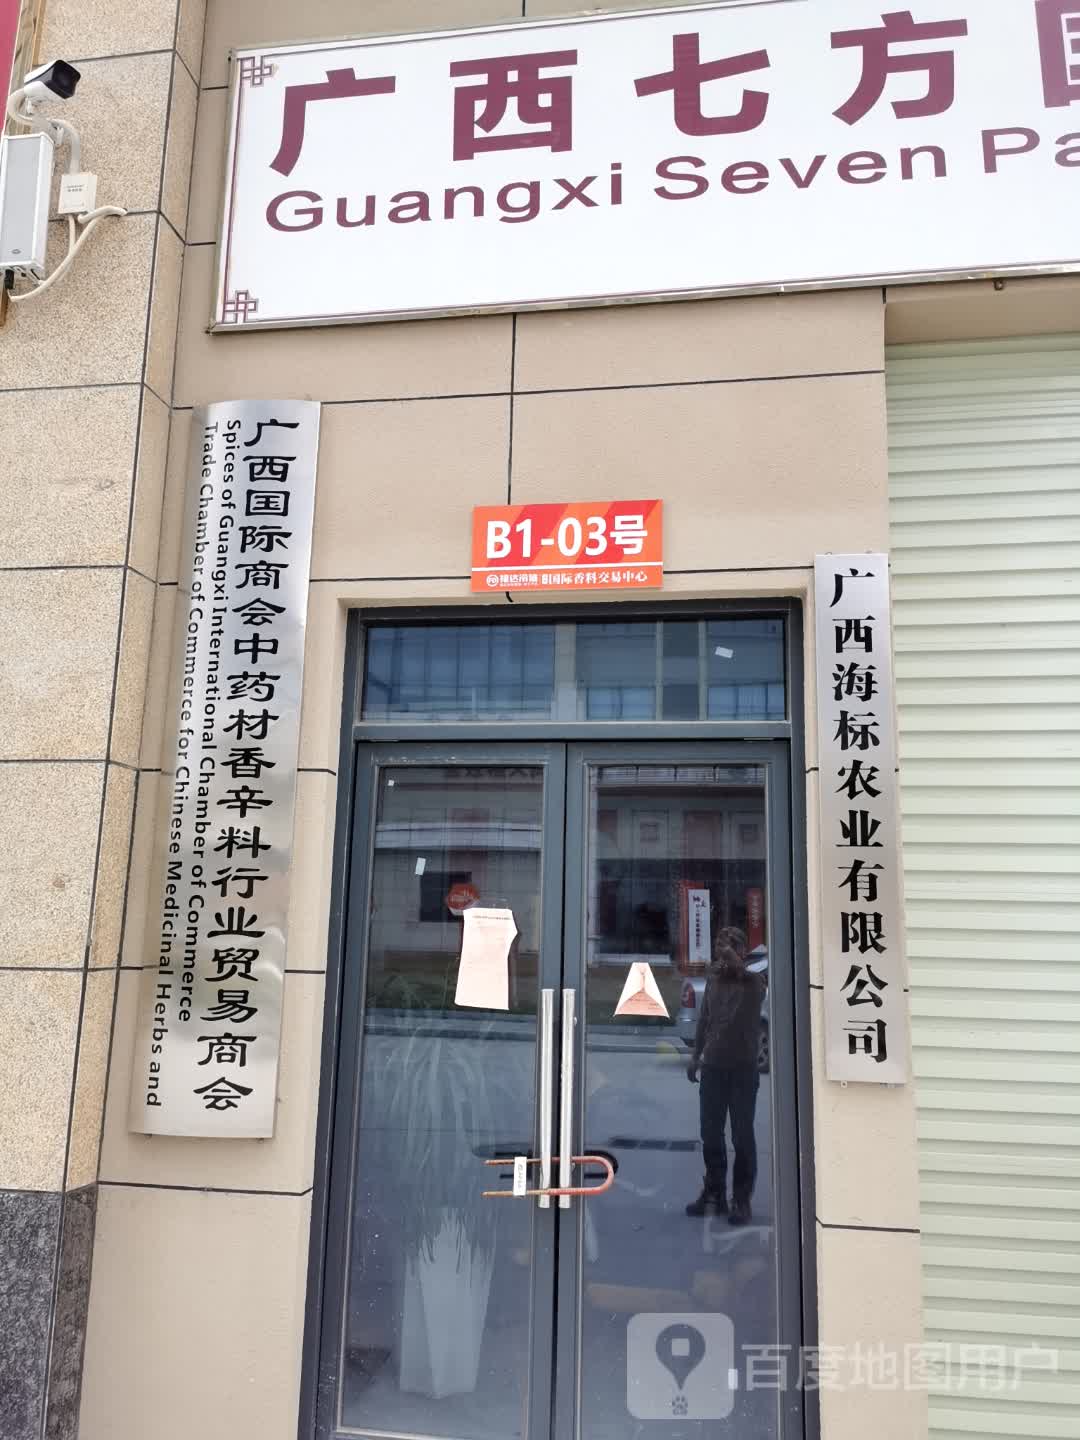 广西七方
Guangxi Seven Pa
广西国际商会中药材香辛料行业贸易商会
Spices of Guangxi International Chamber of Commerce
Trade Chamber of Commerce for Chinese Medicinal Herbs and
B1-03号
国际香料交易中心
广西海标农业有限公司
百度地图用户